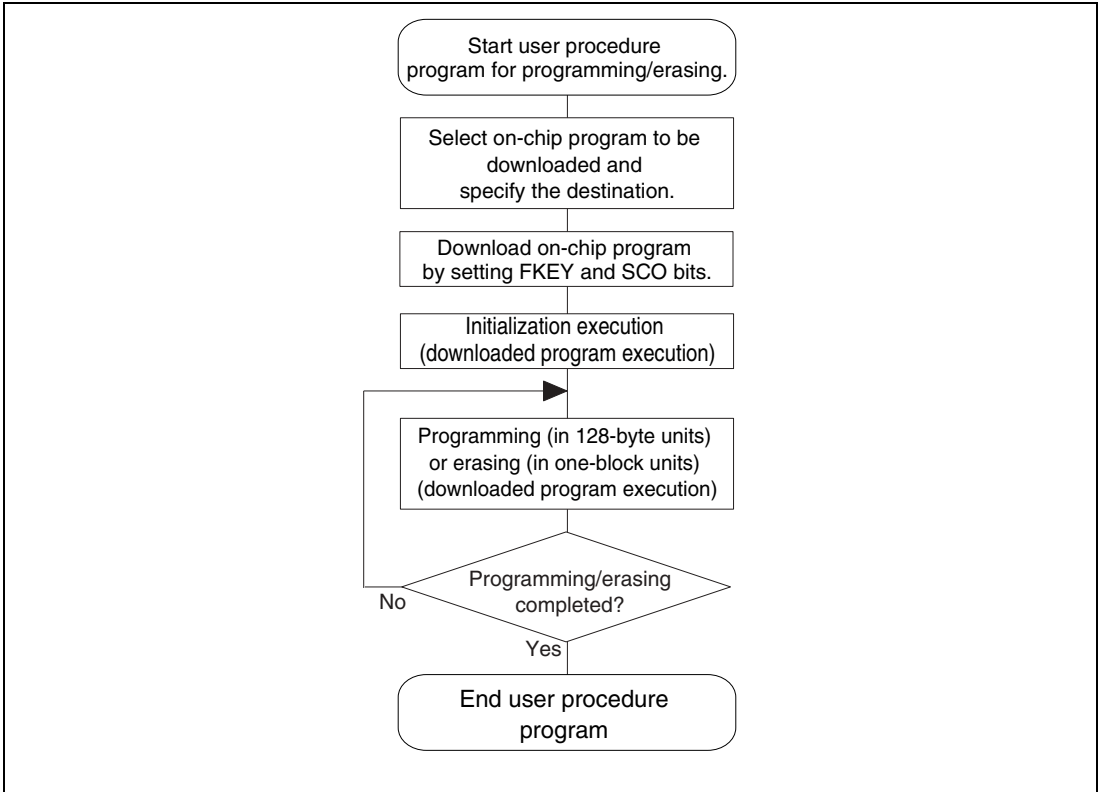 Start user procedure
program for programming/erasing.
Select on-chip program to be
downloaded and
specify the destination.
Download on-chip program
by setting FKEY and SCO bits.
Initialization execution
(downloaded program execution)
Programming (in 128-byte units)
or erasing (in one-block units)
(downloaded program execution)
Programming/erasing
completed?
No
Yes
End user procedure
program